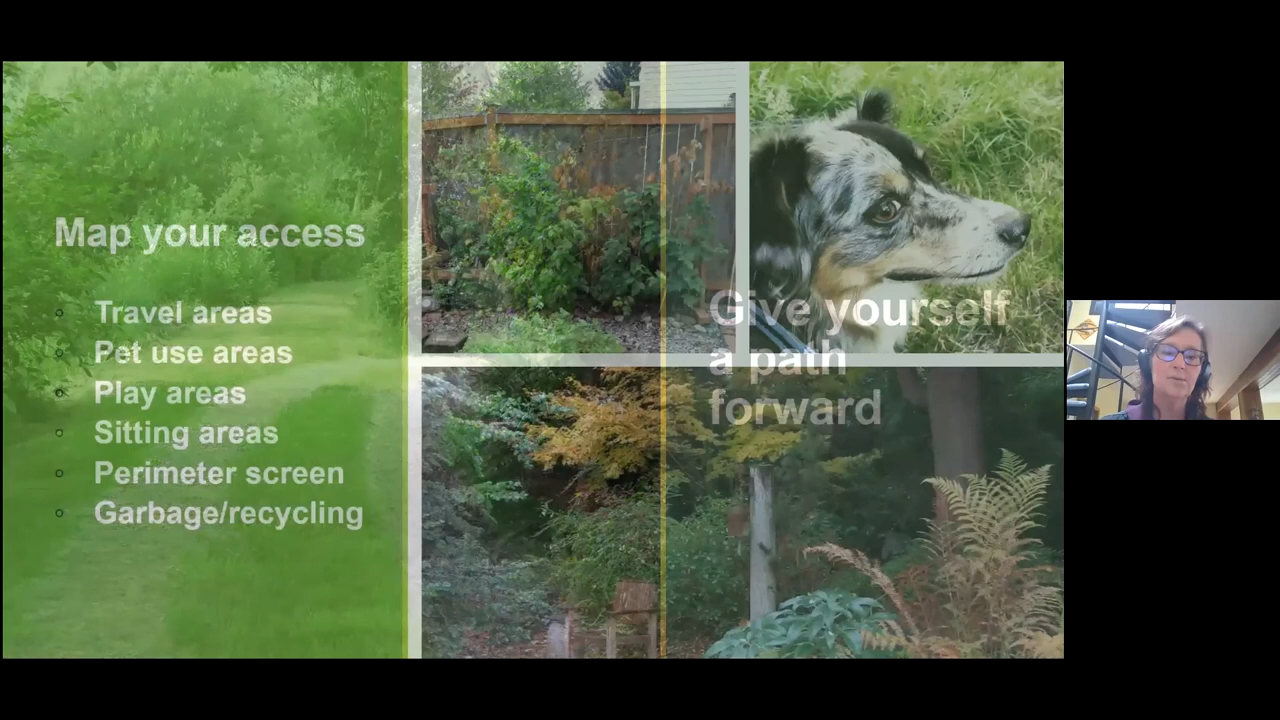 Map your access
Travel areas
Pet use areas
Play areas
Sitting areas
Perimeter screen
Garbage/recycling
Give yourself
a path
forward